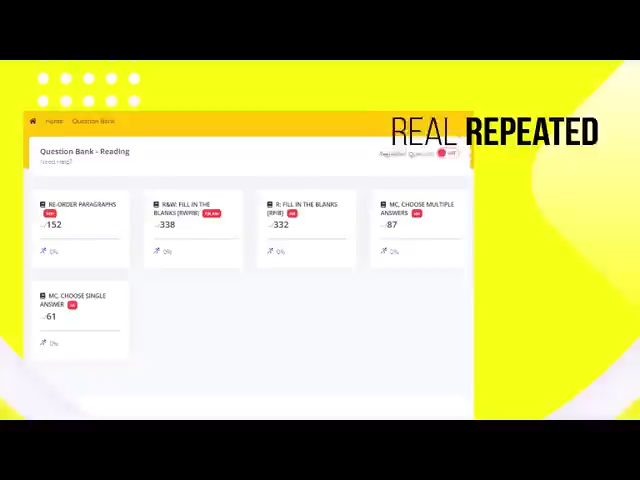 Home Question Bank
REAL REPEATED
Question Bank - Reading
Need Help?
Repeated Questions
RE-ORDER PARAGRAPHS
152
0%
R&W: FILL IN THE
BLANKS [RWFIB]
338
0%
R: FILL IN THE BLANKS
[RFIB]
332
0%
MC, CHOOSE MULTIPLE
ANSWERS
87
0%
MC, CHOOSE SINGLE
ANSWER
61
0%